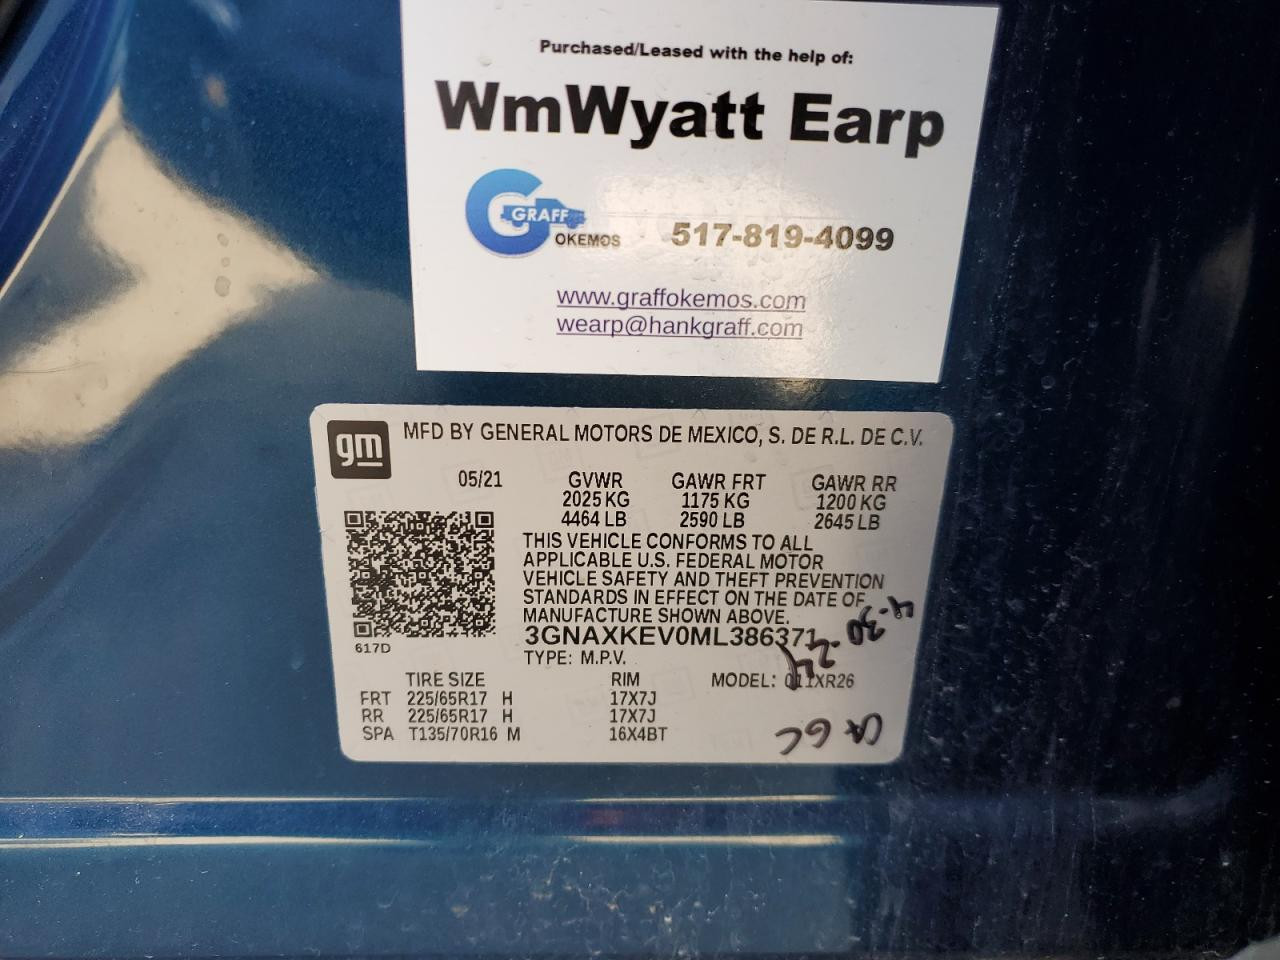 Purchased/Leased with the help of:
WmWyatt Earp
GRAFF
OKEMOS
517-819-4099
www.graffokemos.com
wearp@hankgraff.com
gm
MFD BY GENERAL MOTORS DE MEXICO, S. DE R.L. DE C.V.
05/21 GVWR GAWR FRT GAWR RR
2025 KG 1175 KG 1200 KG
4464 LB 2590 LB 2645 LB
THIS VEHICLE CONFORMS TO ALL
APPLICABLE U.S. FEDERAL MOTOR
VEHICLE SAFETY AND THEFT PREVENTION
STANDARDS IN EFFECT ON THE DATE OF
MANUFACTURE SHOWN ABOVE.
4-30-24
3GNAXKEV0ML386371
617D
TYPE: M.P.V.
TIRE SIZE RIM MODEL: 011XR26
FRT 225/65R17 H 17X7J
RR 225/65R17 H 17X7J
SPA T135/70R16 M 16X4BT